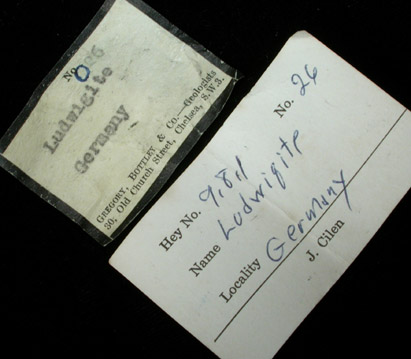 No. 086
Ludwigite
Germany
GREGORY, BOTTLEY & Co.—Geologists
30, Old Church Street, Chelsea, S.W.3.
No. 26
Hey No. 9.8.1
Name Ludwigite
Locality Germany
J. Cilen